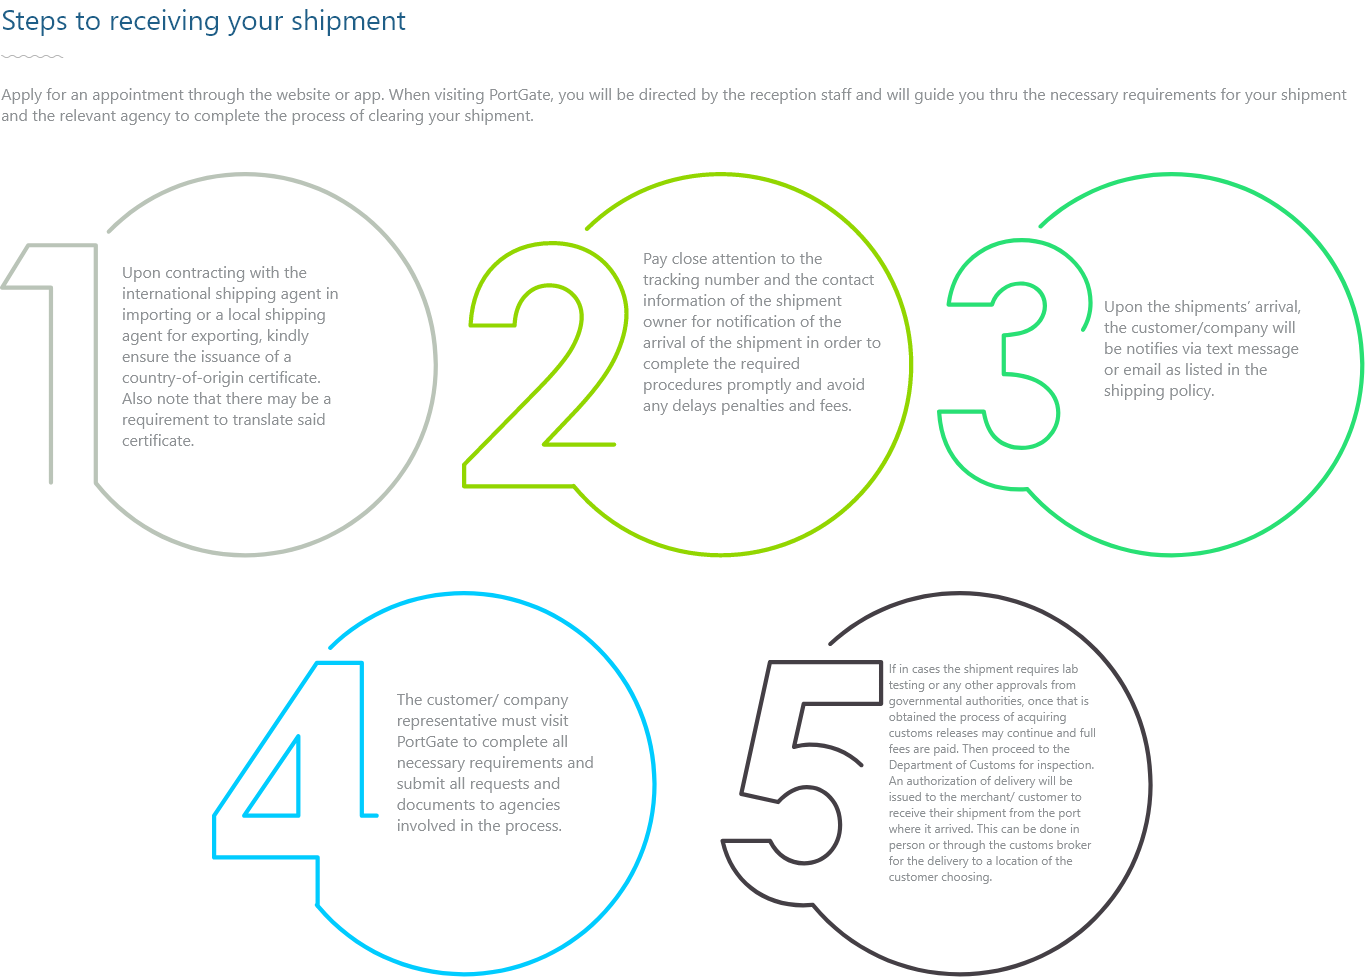 Steps to receiving your shipment
Apply for an appointment through the website or app. When visiting PortGate, you will be directed by the reception staff and will guide you thru the necessary requirements for your shipment
and the relevant agency to complete the process of clearing your shipment.
1
Upon contracting with the
international shipping agent in
importing or a local shipping
agent for exporting, kindly
ensure the issuance of a
country-of-origin certificate.
Also note that there may be a
requirement to translate said
certificate.
2
Pay close attention to the
tracking number and the contact
information of the shipment
owner for notification of the
arrival of the shipment in order to
complete the required
procedures promptly and avoid
any delays penalties and fees.
3
Upon the shipments’ arrival,
the customer/company will
be notifies via text message
or email as listed in the
shipping policy.
4
The customer/ company
representative must visit
PortGate to complete all
necessary requirements and
submit all requests and
documents to agencies
involved in the process.
5
If in cases the shipment requires lab
testing or any other approvals from
governmental authorities, once that is
obtained the process of acquiring
customs releases may continue and full
fees are paid. Then proceed to the
Department of Customs for inspection.
An authorization of delivery will be
issued to the merchant/ customer to
receive their shipment from the port
where it arrived. This can be done in
person or through the customs broker
for the delivery to a location of the
customer choosing.